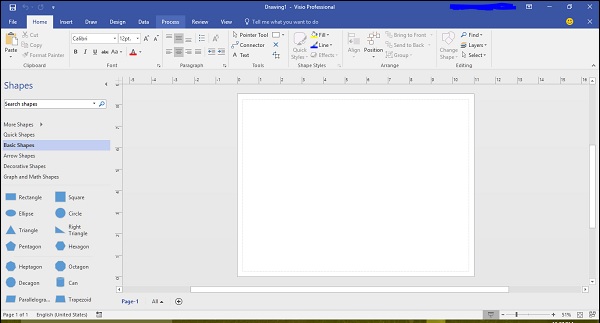 Drawing1 - Visio Professional
File Home Insert Draw Design Data Process Review View Tell me what you want to do...
Cut
Copy
Format Painter
Paste
Calibri 12pt.
Pointer Tool
Connector
Text
Quick Styles
Fill
Line
Effects
Align Position
Bring to Front
Send to Back
Group
Change Shape
Find
Layers
Select
Clipboard Font Paragraph Tools Shape Styles Arrange Editing
Shapes
Search shapes
More Shapes
Quick Shapes
Basic Shapes
Arrow Shapes
Decorative Shapes
Graph and Math Shapes
Rectangle Square
Ellipse Circle
Triangle Right Triangle
Pentagon Hexagon
Heptagon Octagon
Decagon Can
Parallelogra... Trapezoid
Page-1 All
Page 1 of 1 English (United States) 51%